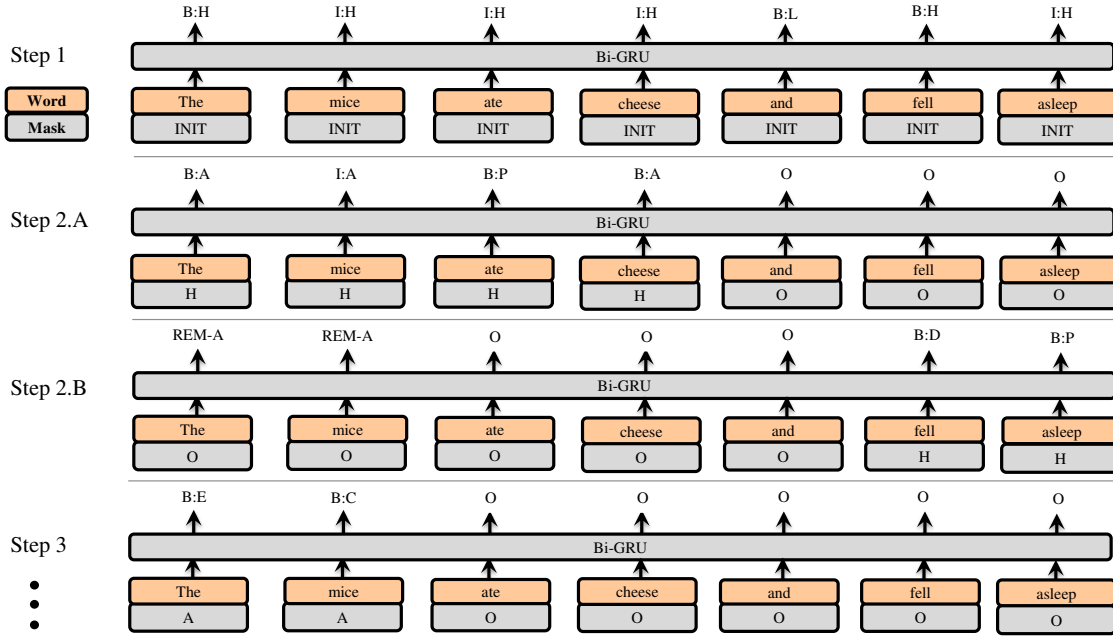 B:H I:H I:H I:H B:L B:H I:H
Step 1
Bi-GRU
Word
The mice ate cheese and fell asleep
Mask
INIT INIT INIT INIT INIT INIT INIT
B:A I:A B:P B:A O O O
Step 2.A
Bi-GRU
The mice ate cheese and fell asleep
H H H H O O O
REM-A REM-A O O O B:D B:P
Step 2.B
Bi-GRU
The mice ate cheese and fell asleep
O O O O O H H
B:E B:C O O O O O
Step 3
Bi-GRU
The mice ate cheese and fell asleep
A A O O O O O